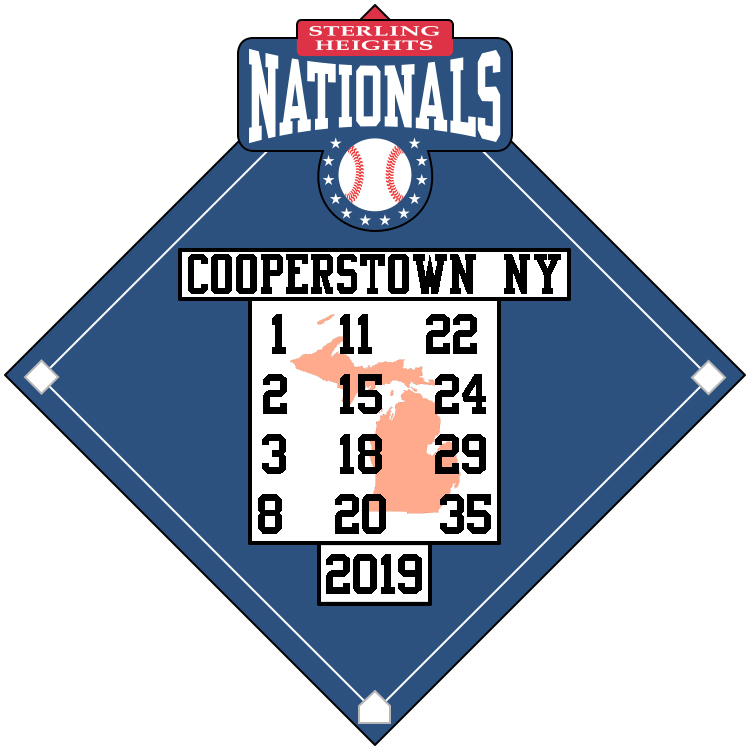 STERLING
HEIGHTS
NATIONALS
COOPERSTOWN NY
1 11 22
2 15 24
3 18 29
8 20 35
2019